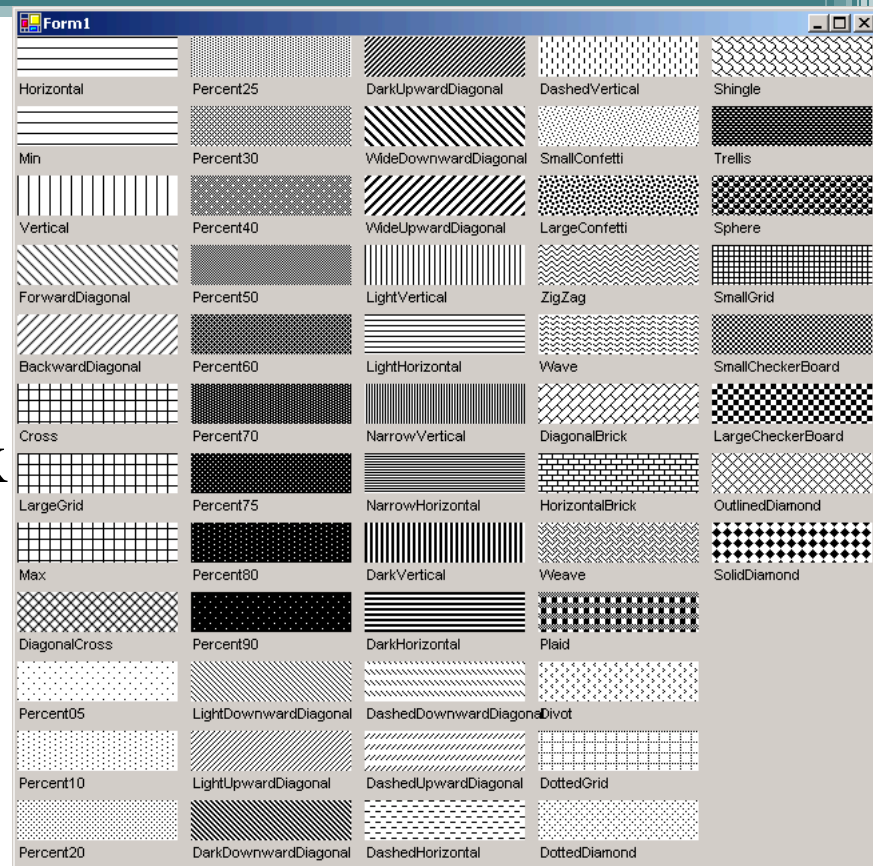 Form1
Horizontal Percent25 DarkUpwardDiagonal DashedVertical Shingle
Min Percent30 WideDownwardDiagonal SmallConfetti Trellis
Vertical Percent40 WideUpwardDiagonal LargeConfetti Sphere
ForwardDiagonal Percent50 LightVertical ZigZag SmallGrid
BackwardDiagonal Percent60 LightHorizontal Wave SmallCheckerBoard
Cross Percent70 NarrowVertical DiagonalBrick LargeCheckerBoard
LargeGrid Percent75 NarrowHorizontal HorizontalBrick OutlinedDiamond
Max Percent80 DarkVertical Weave SolidDiamond
DiagonalCross Percent90 DarkHorizontal Plaid
Percent05 LightDownwardDiagonal DashedDownwardDiagonal Divot
Percent10 LightUpwardDiagonal DashedUpwardDiagonal DottedGrid
Percent20 DarkDownwardDiagonal DashedHorizontal DottedDiamond